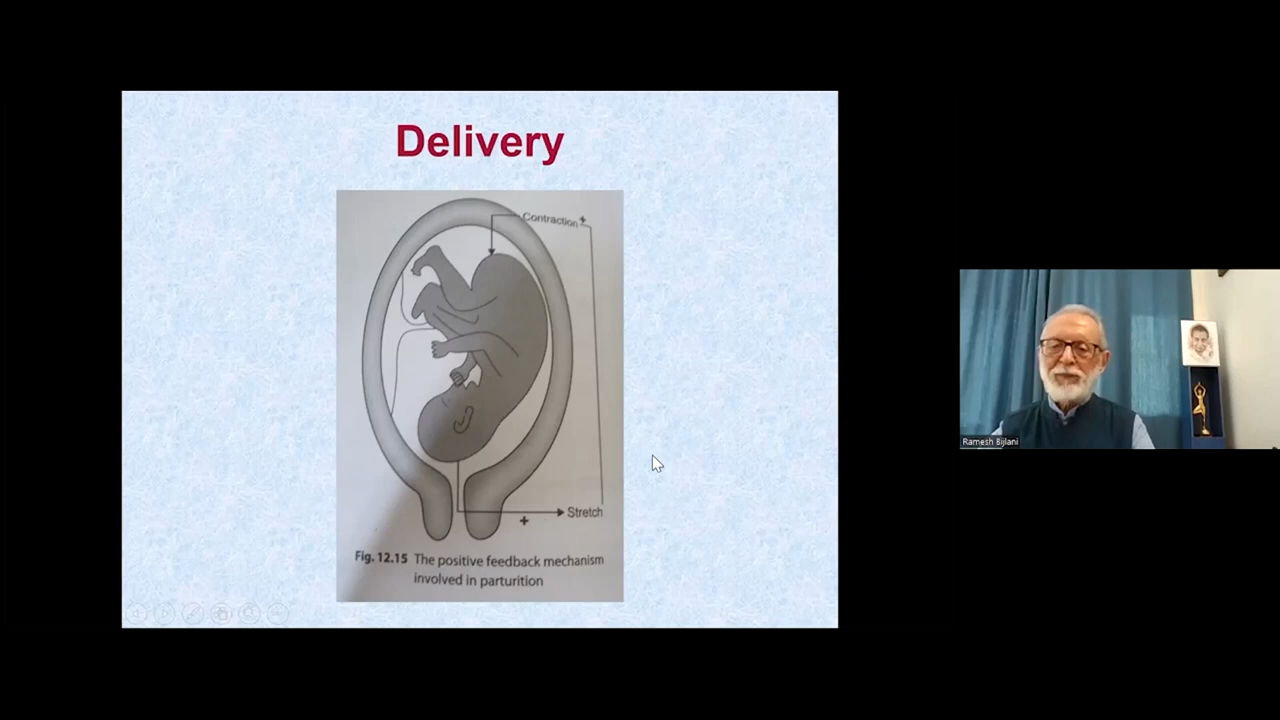 Delivery
Contraction +
+ Stretch
Fig. 12.15 The positive feedback mechanism
involved in parturition
Ramesh Bijlani